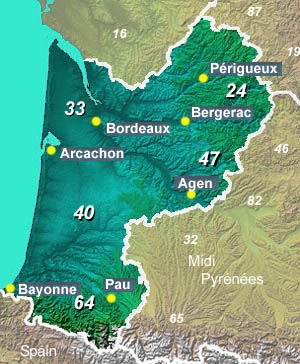 87
16
19
Périgueux
24
33
Bergerac
Bordeaux
Arcachon
47
46
Agen
82
40
32
Midi
Pyrénées
Bayonne
Pau
64
65
Spain